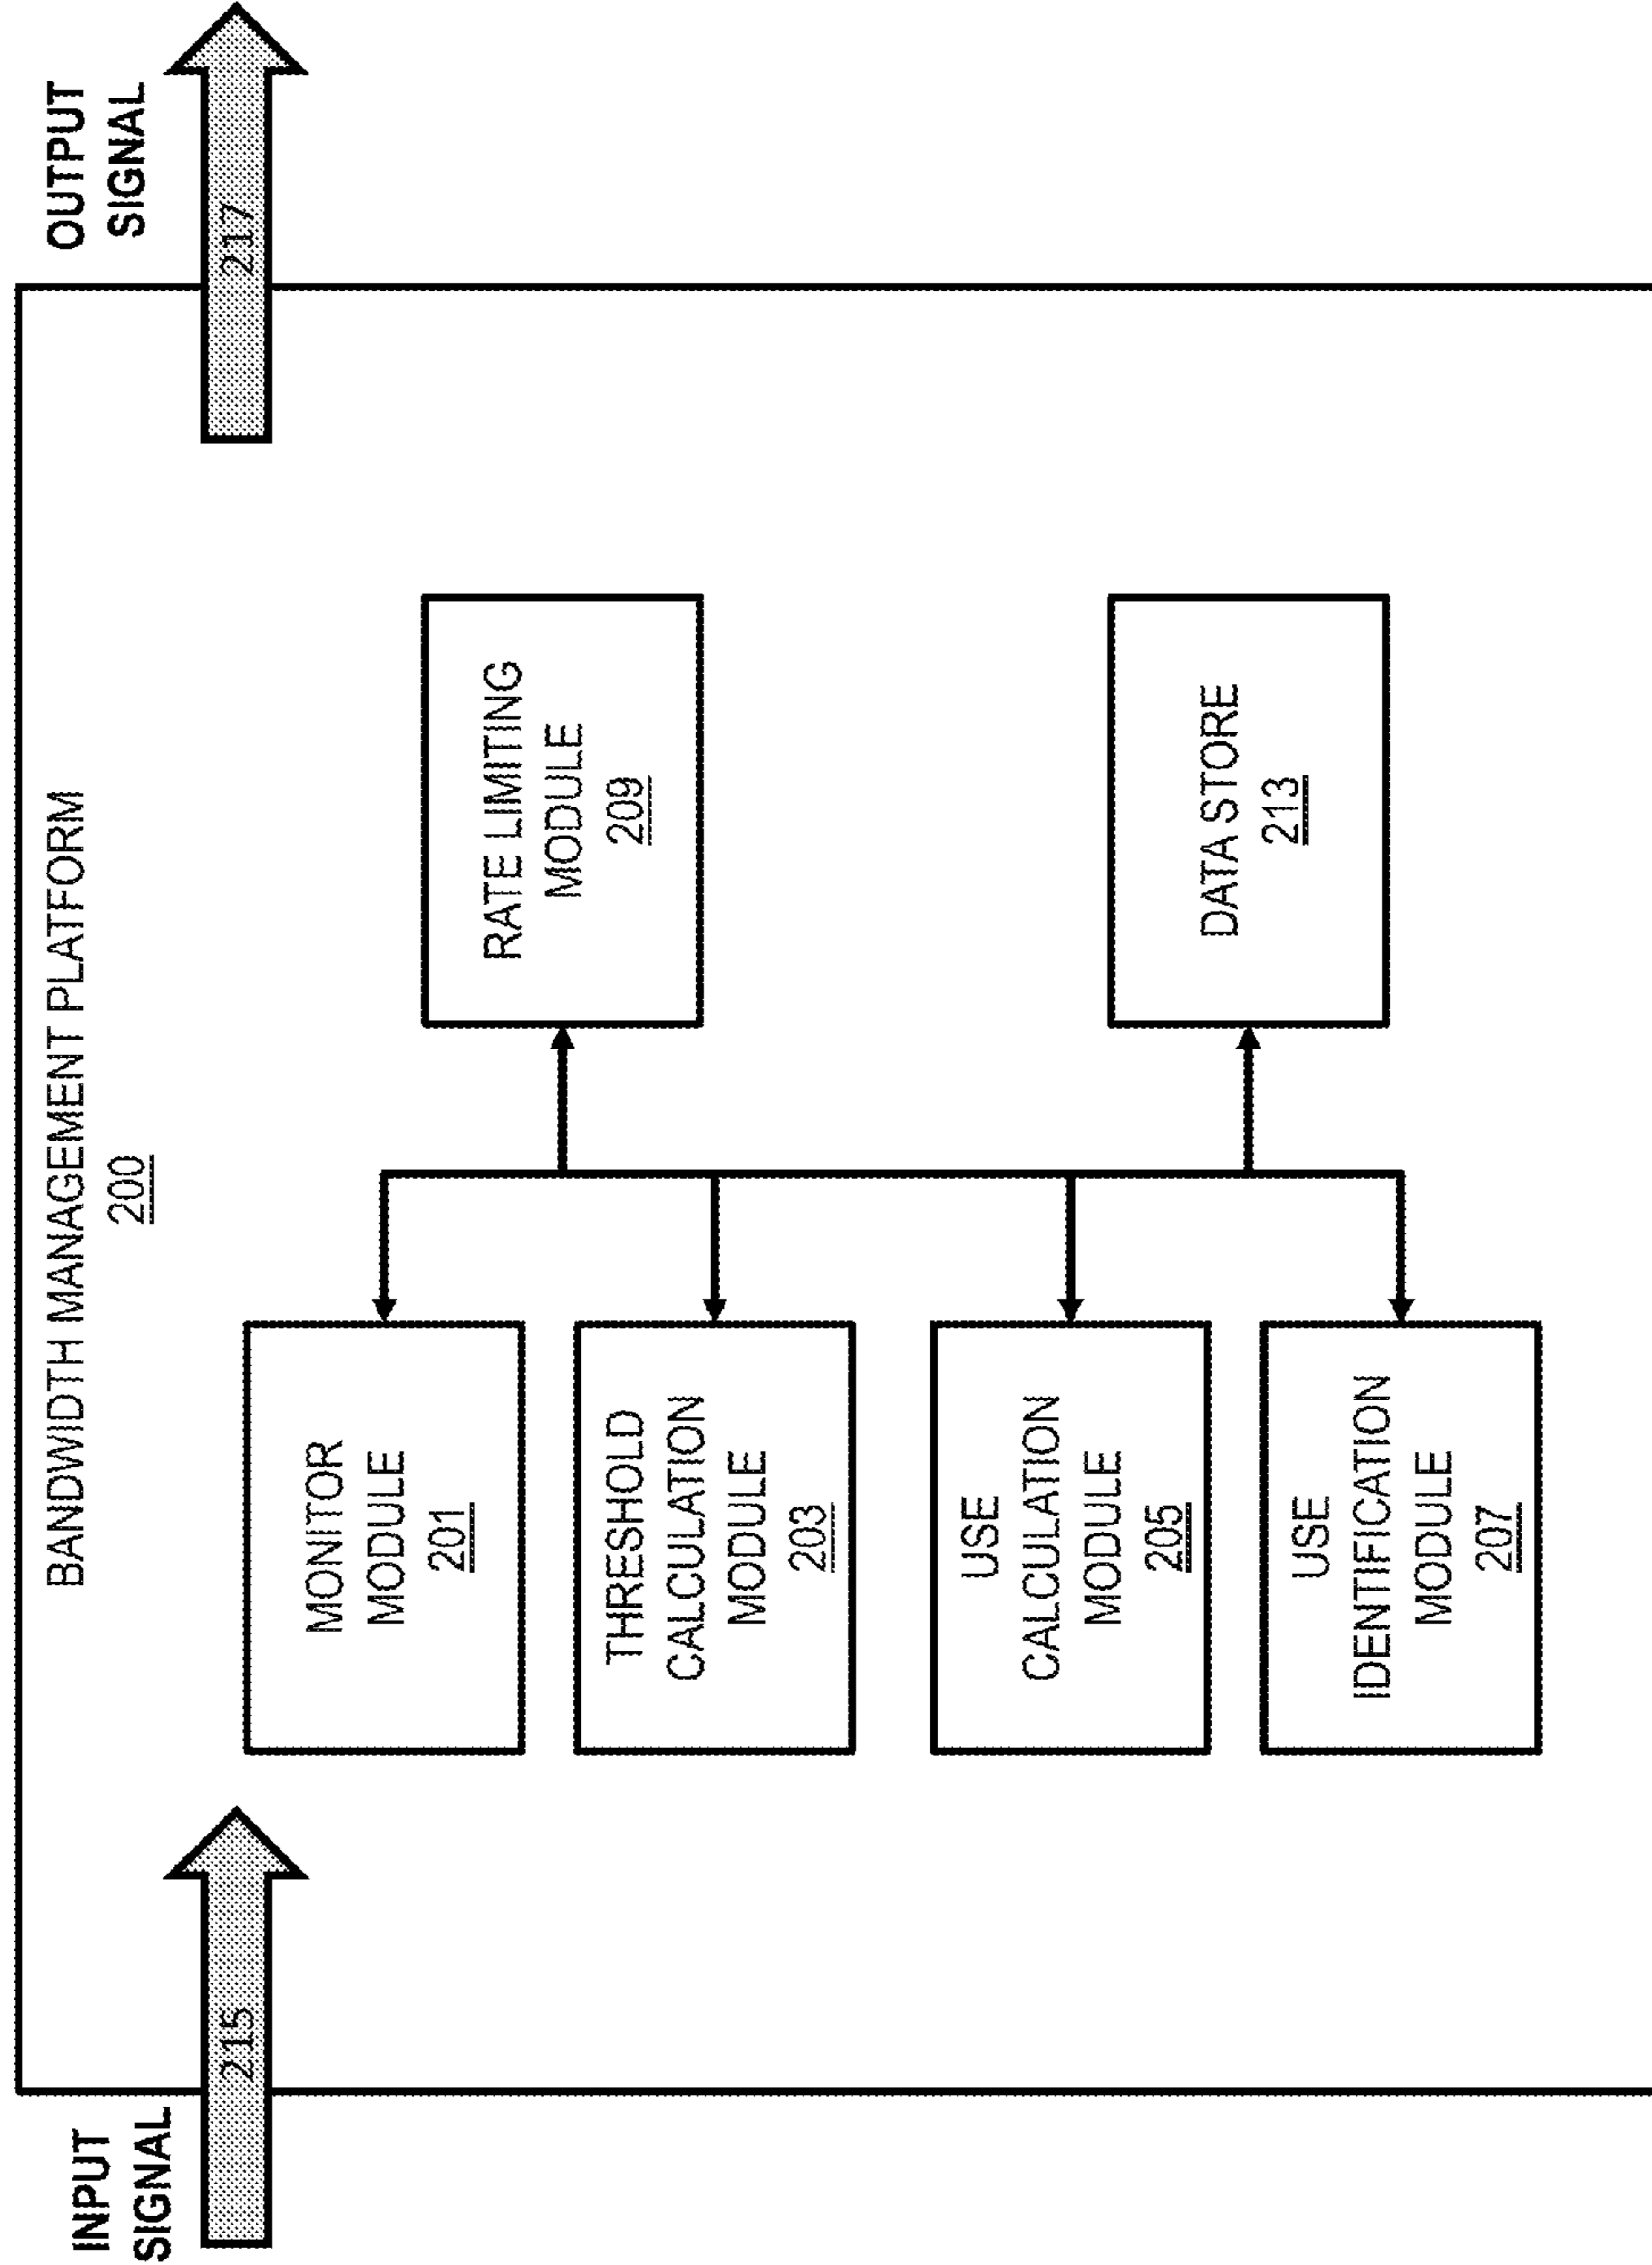 BANDWIDTH MANAGEMENT PLATFORM
200
INPUT
SIGNAL
215
OUTPUT
SIGNAL
217
MONITOR
MODULE
201
THRESHOLD
CALCULATION
MODULE
203
USE
CALCULATION
MODULE
205
USE
IDENTIFICATION
MODULE
207
RATE LIMITING
MODULE
209
DATA STORE
213